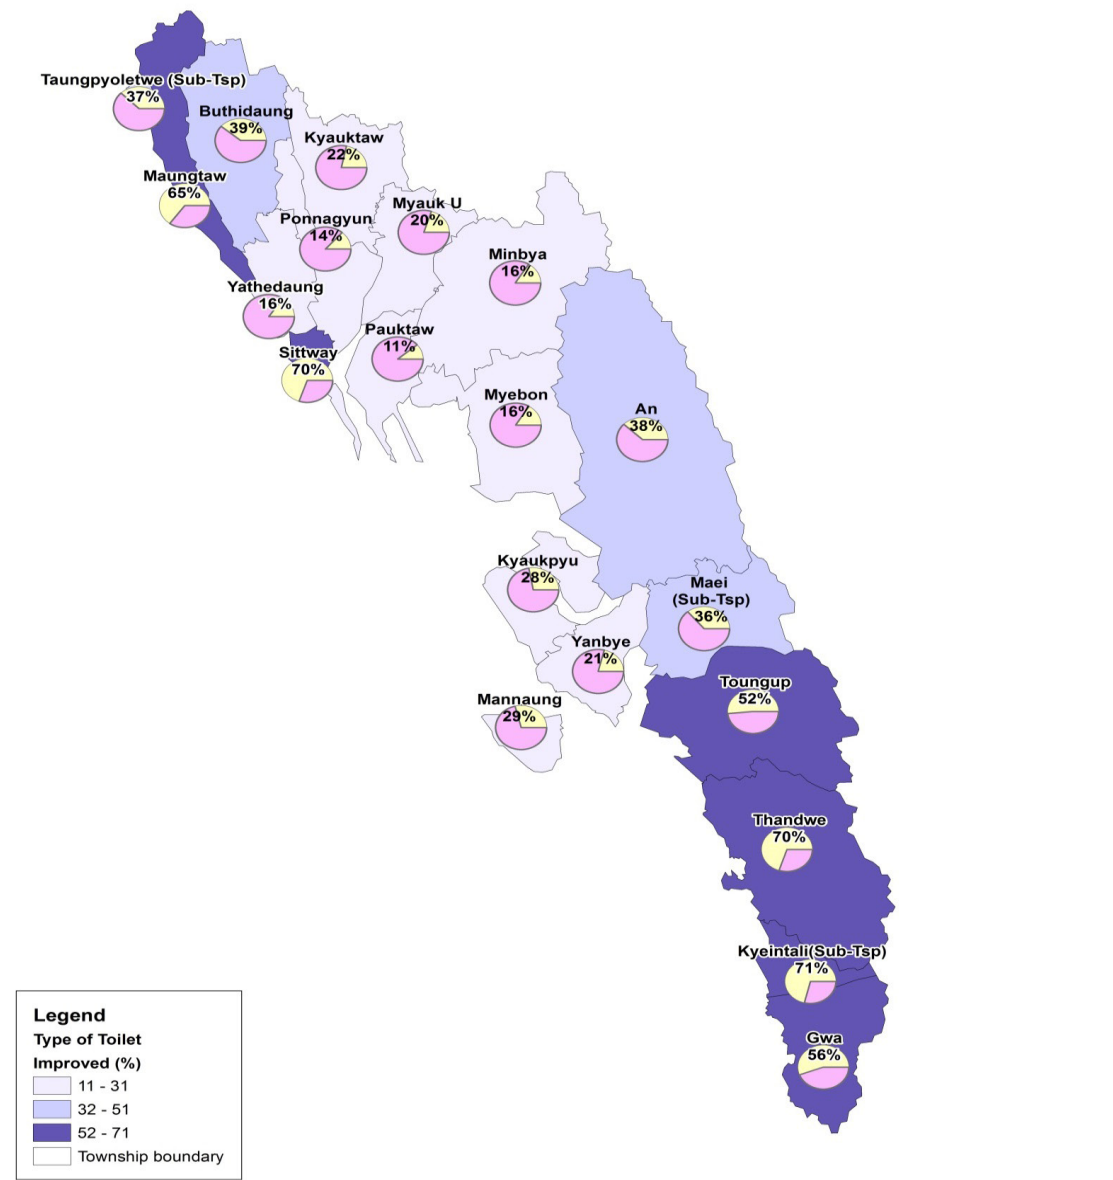 Taungpyoletwe (Sub-Tsp)
37%
Buthidaung
39%
Kyauktaw
22%
Maungtaw
65%
Myauk U
20%
Ponnagyun
14%
Minbya
16%
Yathedaung
16%
Pauktaw
11%
Sittway
70%
Myebon
16%
An
38%
Kyaukpyu
28%
Maei
(Sub-Tsp)
36%
Yanbye
21%
Toungup
52%
Mannaung
29%
Thandwe
70%
Kyeintali(Sub-Tsp)
71%
Gwa
56%
Legend
Type of Toilet
Improved (%)
11 - 31
32 - 51
52 - 71
Township boundary